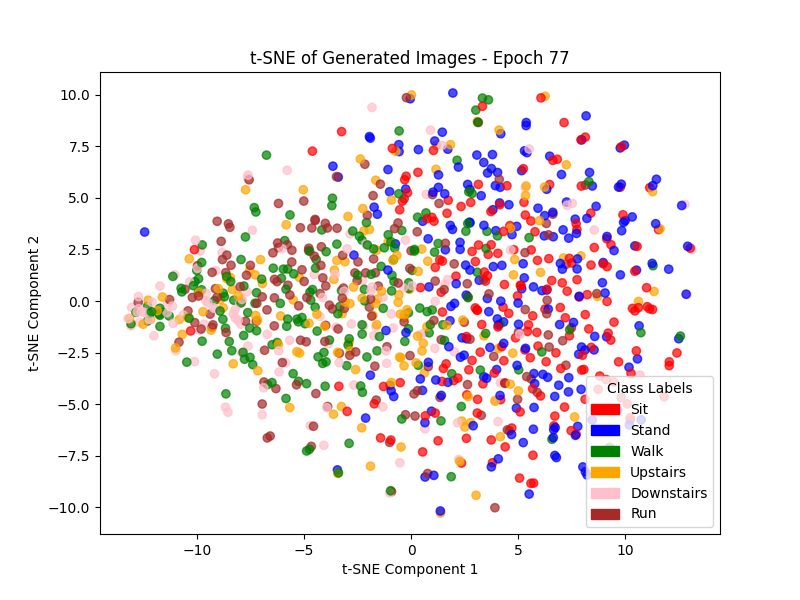 t-SNE of Generated Images - Epoch 77
t-SNE Component 2
10.0
7.5
5.0
2.5
0.0
−2.5
−5.0
−7.5
−10.0
Class Labels
Sit
Stand
Walk
Upstairs
Downstairs
Run
−10
−5
0
5
10
t-SNE Component 1